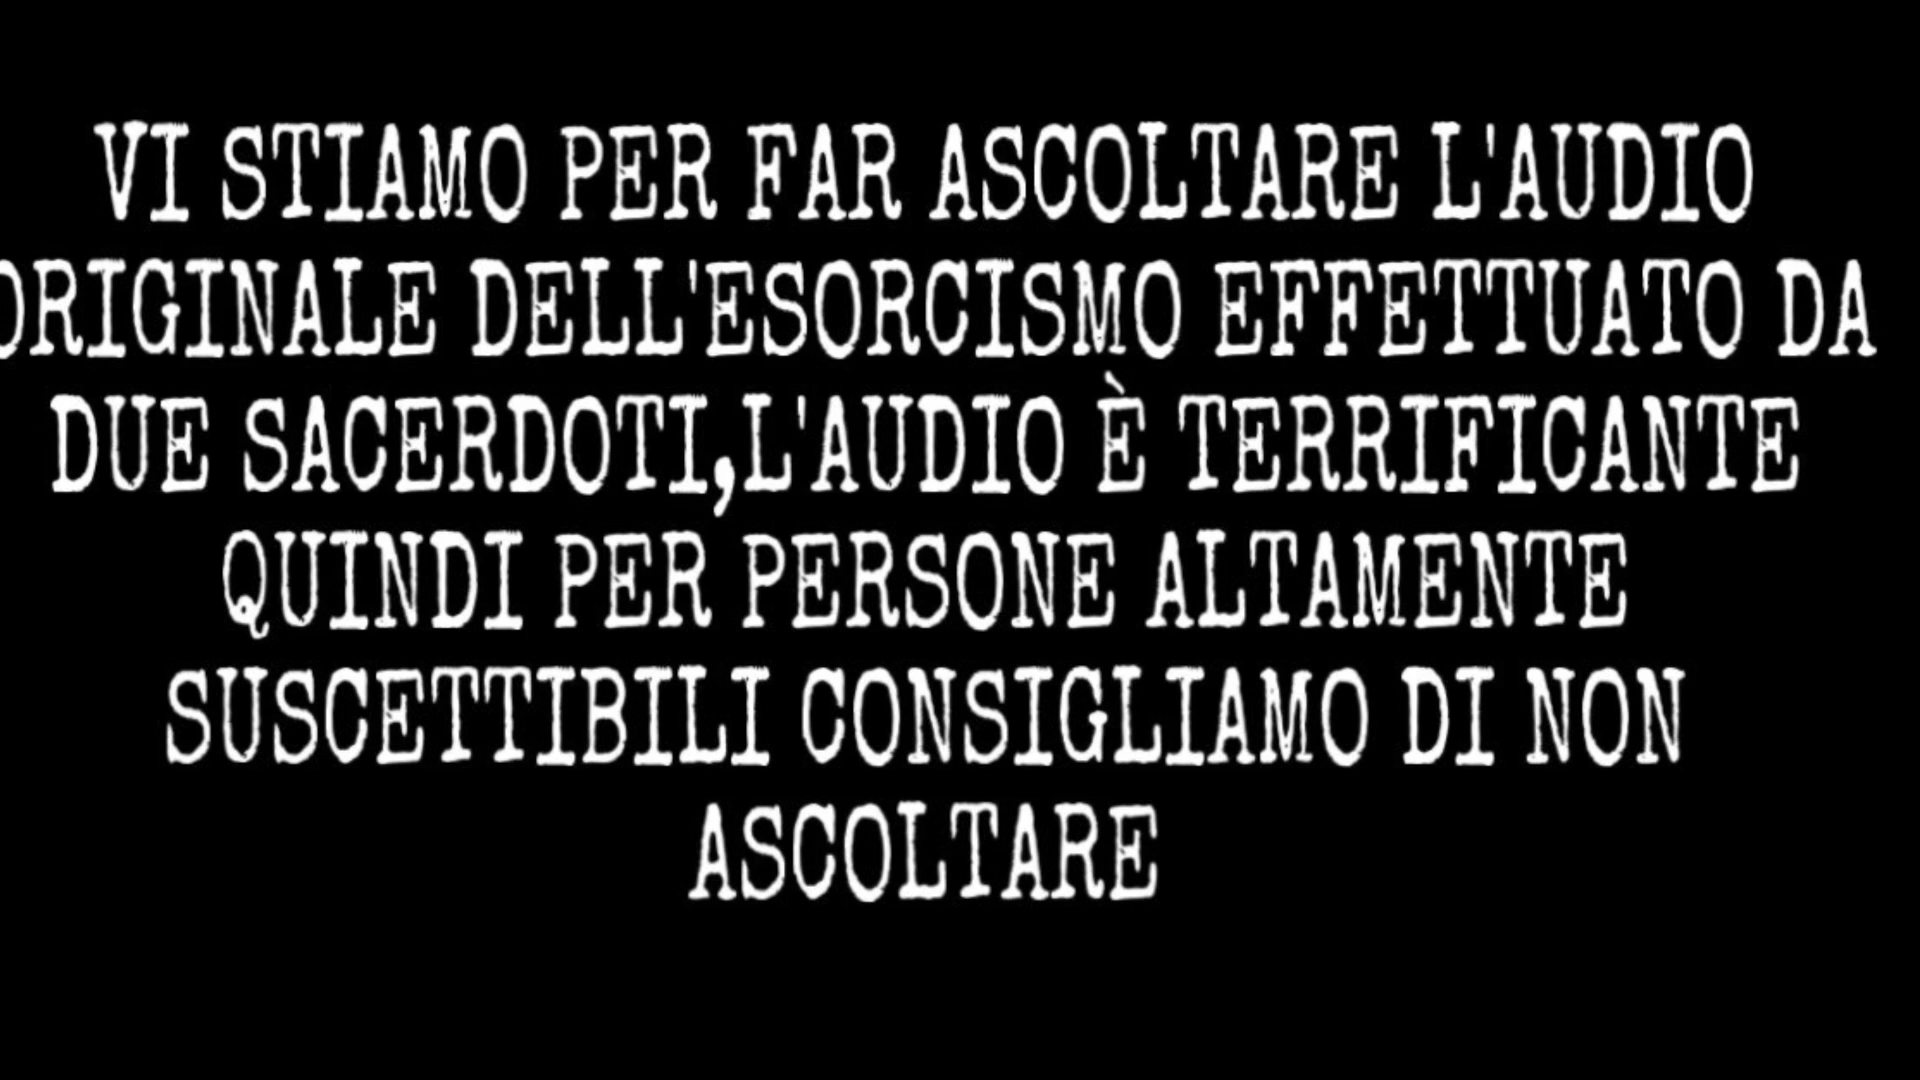 VI STIAMO PER FAR ASCOLTARE L'AUDIO
ORIGINALE DELL'ESORCISMO EFFETTUATO DA
DUE SACERDOTI,L'AUDIO È TERRIFICANTE
QUINDI PER PERSONE ALTAMENTE
SUSCETTIBILI CONSIGLIAMO DI NON
ASCOLTARE